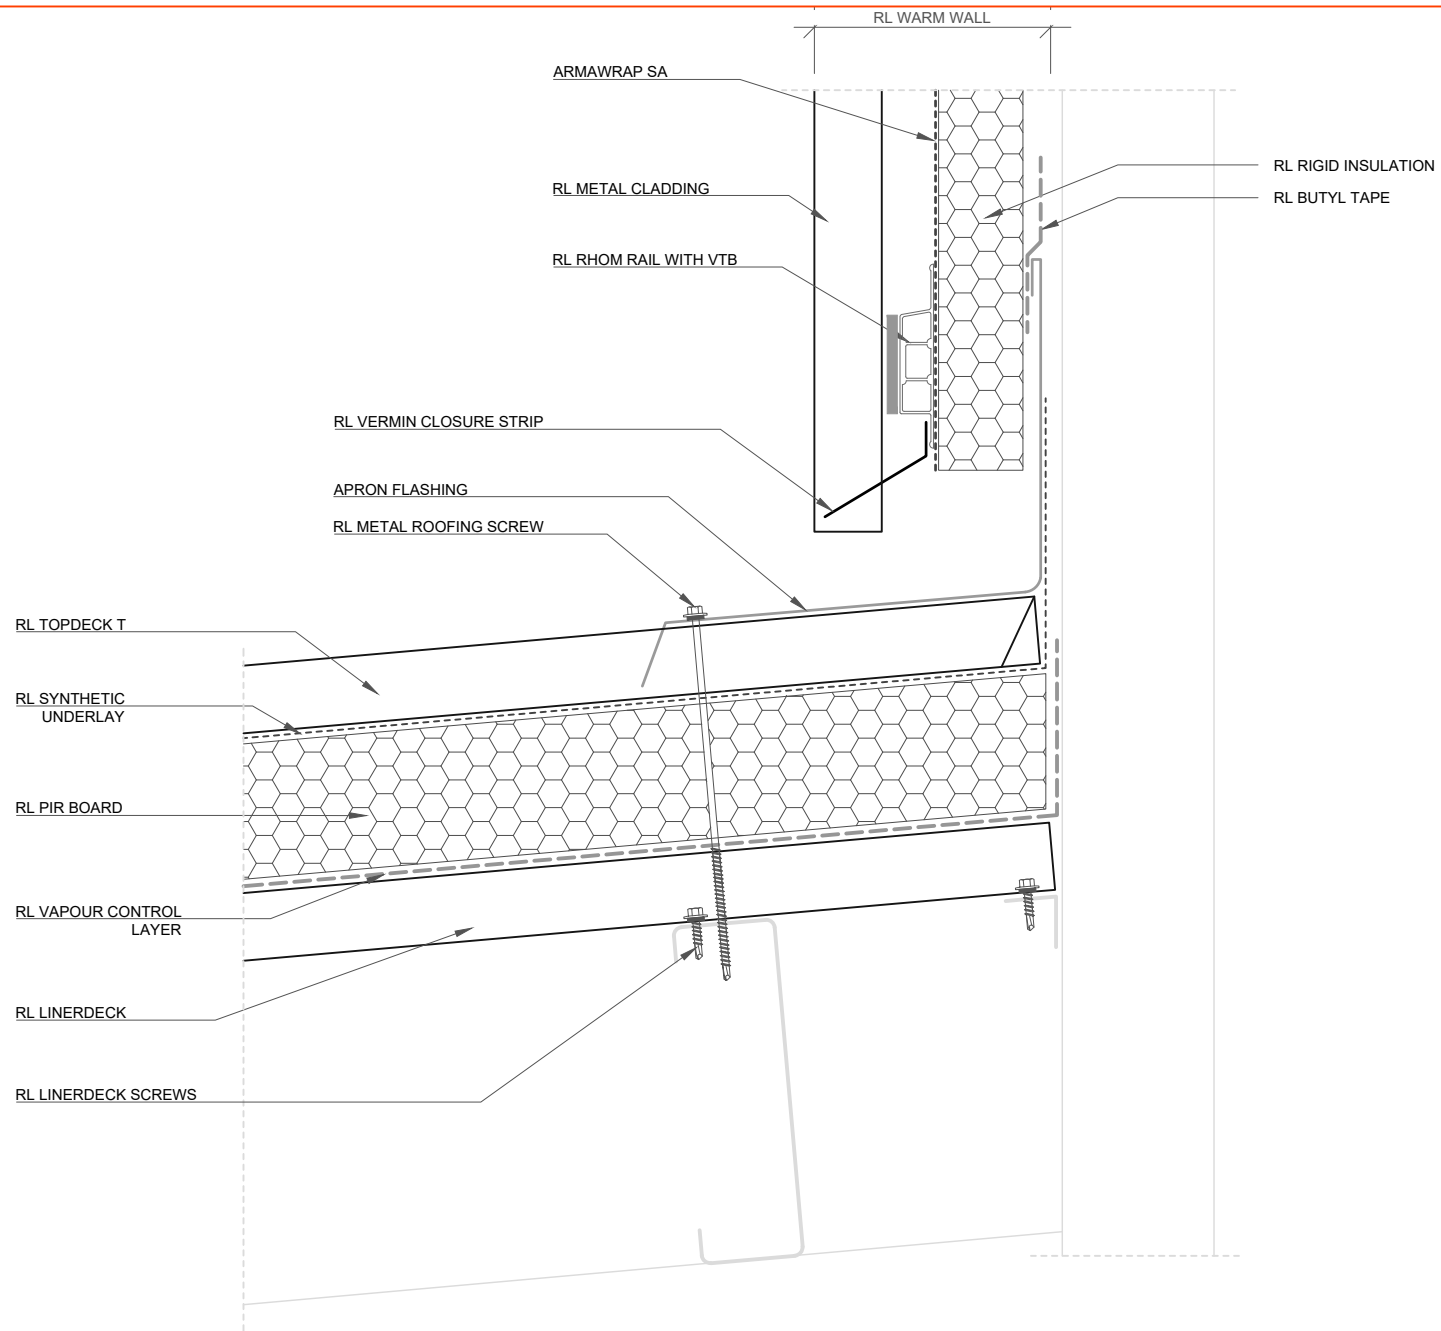 RL WARM WALL
ARMAWRAP SA
RL RIGID INSULATION
RL METAL CLADDING
RL BUTYL TAPE
RL RHOM RAIL WITH VTB
RL VERMIN CLOSURE STRIP
APRON FLASHING
RL METAL ROOFING SCREW
RL TOPDECK T
RL SYNTHETIC
UNDERLAY
RL PIR BOARD
RL VAPOUR CONTROL
LAYER
RL LINERDECK
RL LINERDECK SCREWS